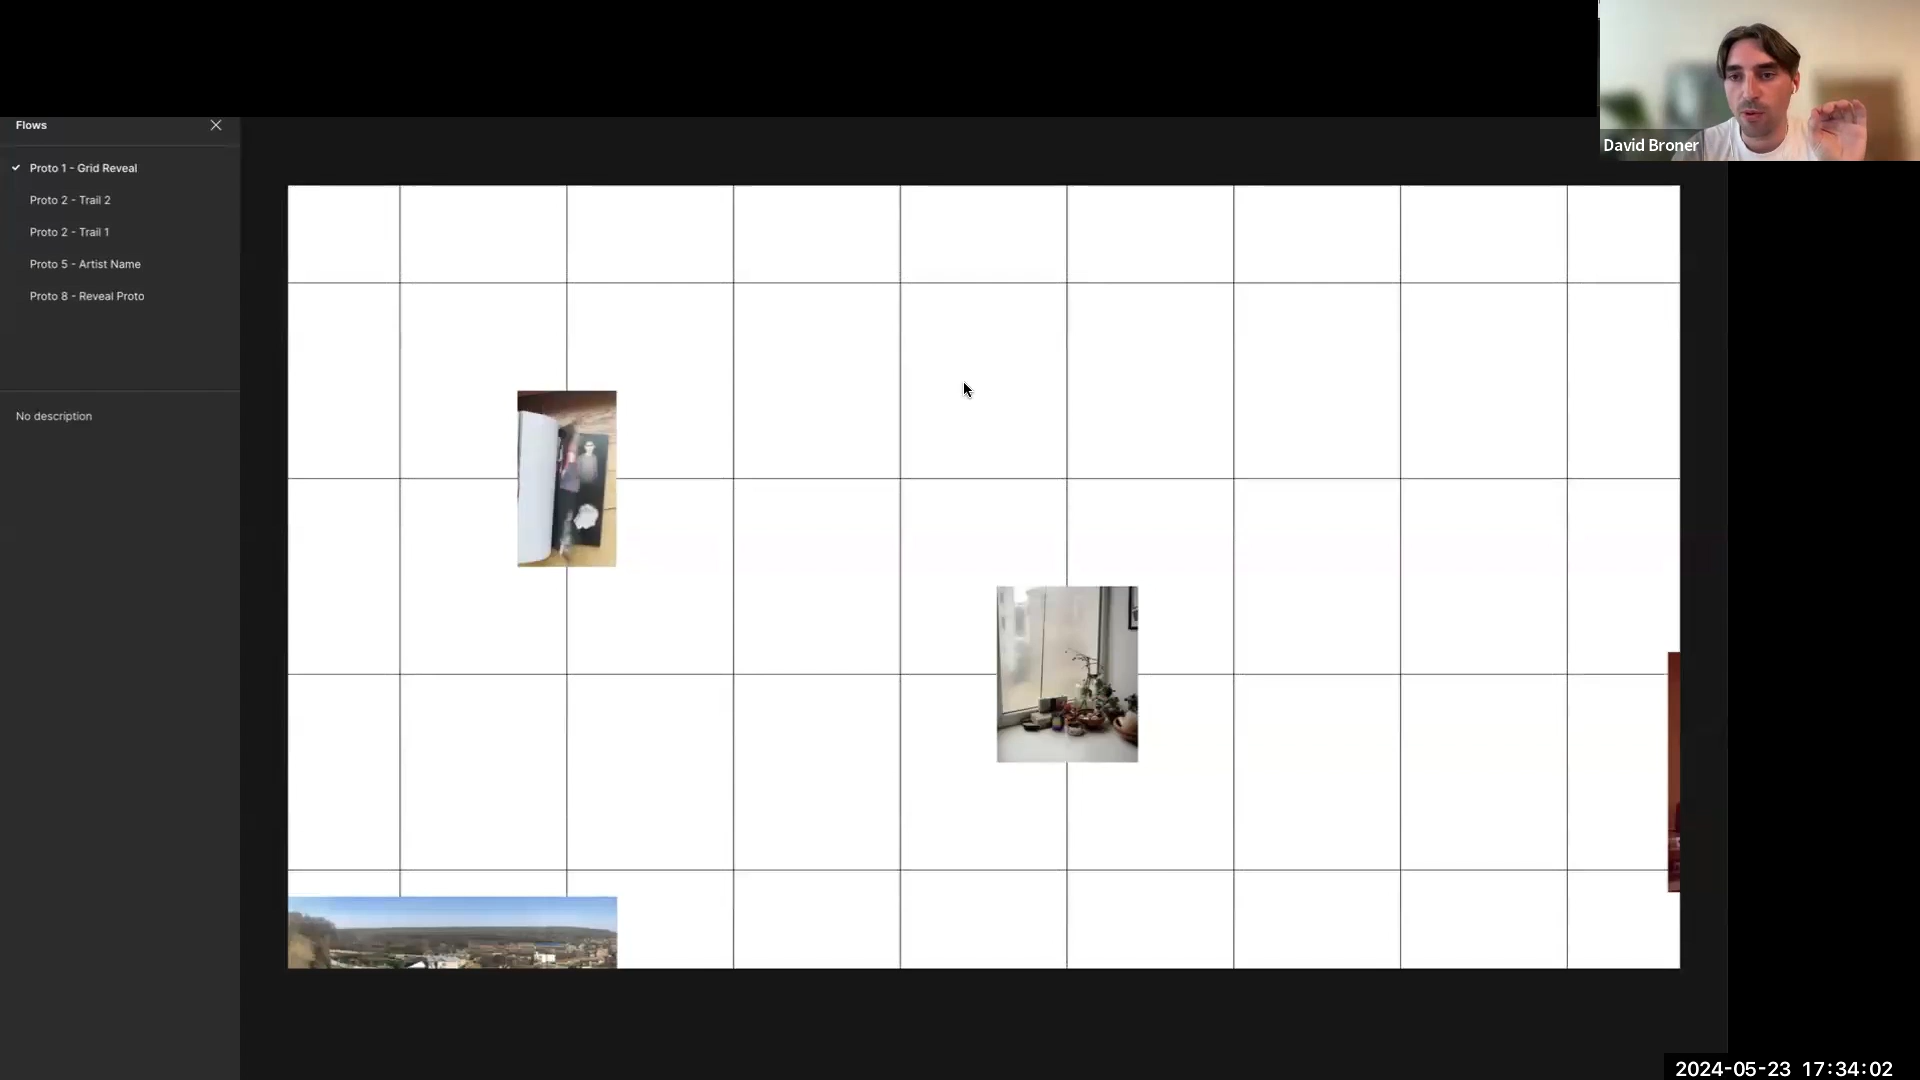 David Broner
Flows
Proto 1 - Grid Reveal
Proto 2 - Trail 2
Proto 2 - Trail 1
Proto 5 - Artist Name
Proto 8 - Reveal Proto
No description
2024-05-23 17:34:02